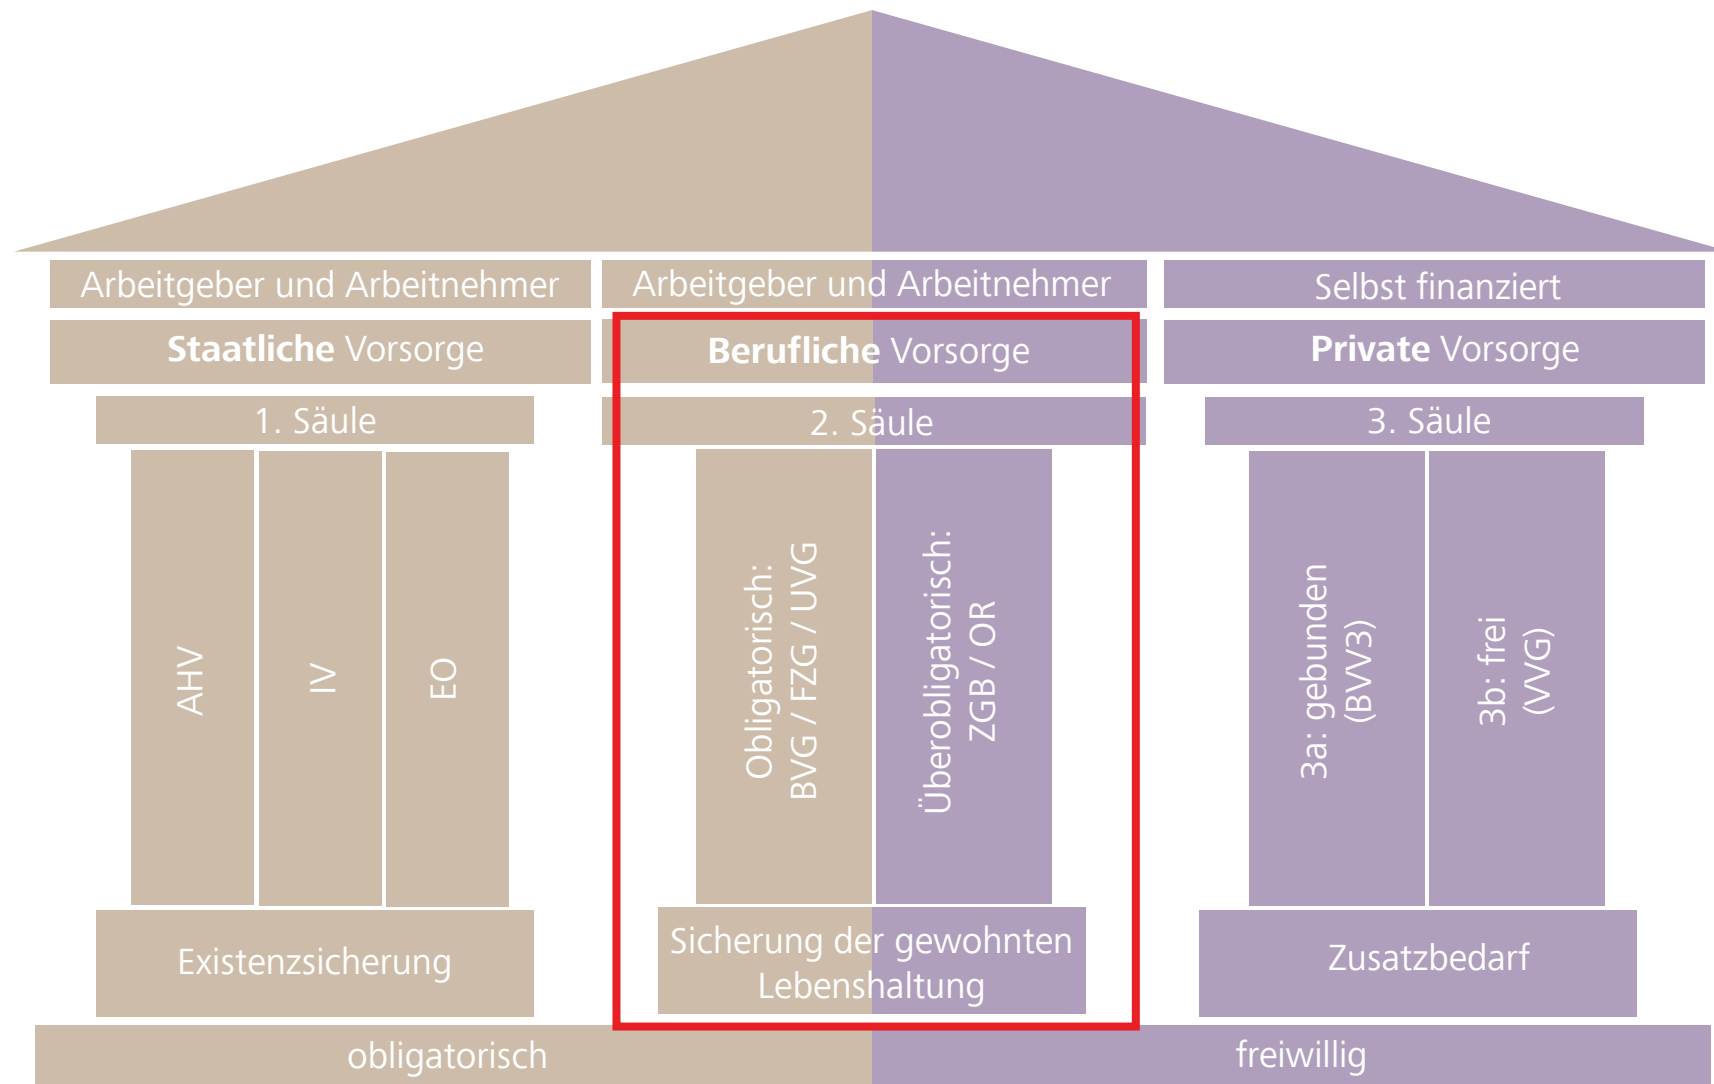 Arbeitgeber und Arbeitnehmer
Arbeitgeber und Arbeitnehmer
Selbst finanziert
Staatliche Vorsorge
Berufliche Vorsorge
Private Vorsorge
1. Säule
2. Säule
3. Säule
AHV
IV
EO
Obligatorisch:
BVG / FZG / UVG
Überobligatorisch:
ZGB / OR
3a: gebunden
(BVV3)
3b: frei
(VVG)
Existenzsicherung
Sicherung der gewohnten
Lebenshaltung
Zusatzbedarf
obligatorisch
freiwillig